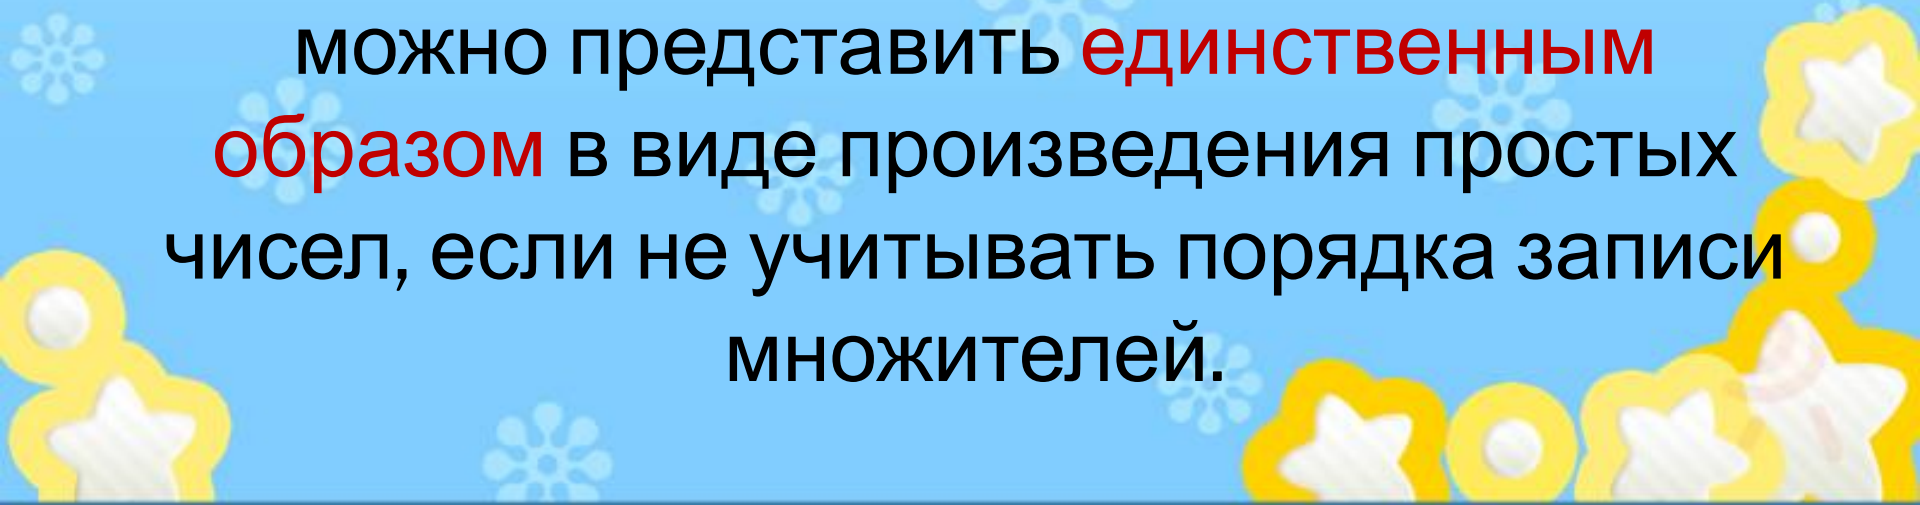 можно представить единственным
образом в виде произведения простых
чисел, если не учитывать порядка записи
множителей.